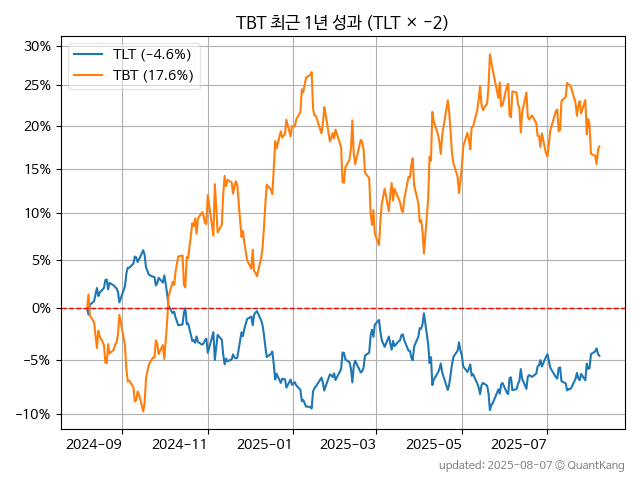 TBT 최근 1년 성과 (TLT × −2)
TLT (−4.6%)
TBT (17.6%)
30%
25%
20%
15%
10%
5%
0%
−5%
−10%
2024-09 2024-11 2025-01 2025-03 2025-05 2025-07
updated: 2025-08-07 © QuantKang